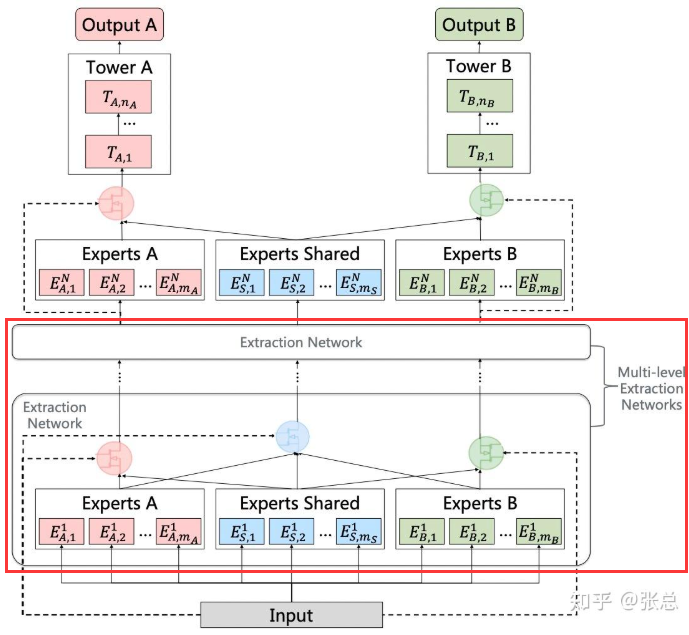 Output A
Output B
Tower A
Tower B
T_{A,n_A}
T_{B,n_B}
...
...
T_{A,1}
T_{B,1}
Experts A
Experts Shared
Experts B
E^N_{A,1} E^N_{A,2} ... E^N_{A,m_A}
E^N_{S,1} E^N_{S,2} ... E^N_{S,m_S}
E^N_{B,1} E^N_{B,2} ... E^N_{B,m_B}
Extraction Network
Multi-level
Extraction
Networks
...
...
...
Extraction
Network
Experts A
Experts Shared
Experts B
E^1_{A,1} E^1_{A,2} ... E^1_{A,m_A}
E^1_{S,1} E^1_{S,2} ... E^1_{S,m_S}
E^1_{B,1} E^1_{B,2} ... E^1_{B,m_B}
Input
知乎 @张总